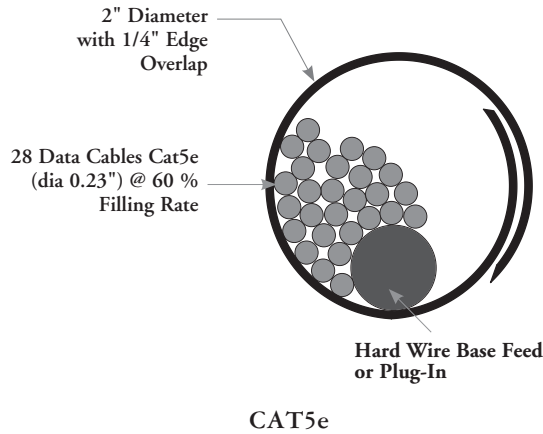 2" Diameter
with 1/4" Edge
Overlap
28 Data Cables Cat5e
(dia 0.23") @ 60 %
Filling Rate
Hard Wire Base Feed
or Plug-In
CAT5e